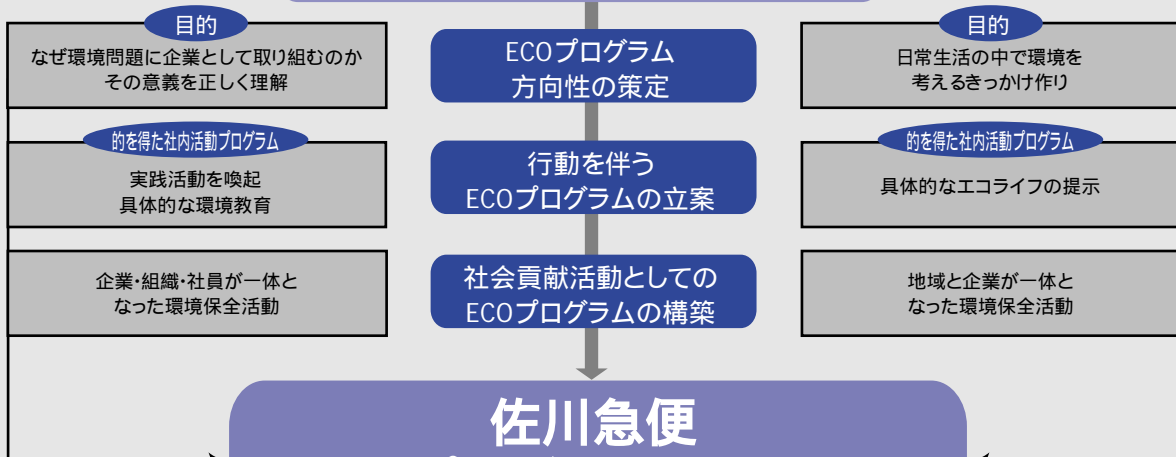 目的
なぜ環境問題に企業として取り組むのか
その意義を正しく理解
ECOプログラム
方向性の策定
目的
日常生活の中で環境を
考えるきっかけ作り
的を得た社内活動プログラム
実践活動を喚起
具体的な環境教育
行動を伴う
ECOプログラムの立案
的を得た社内活動プログラム
具体的なエコライフの提示
企業・組織・社員が一体と
なった環境保全活動
社会貢献活動としての
ECOプログラムの構築
地域と企業が一体と
なった環境保全活動
佐川急便